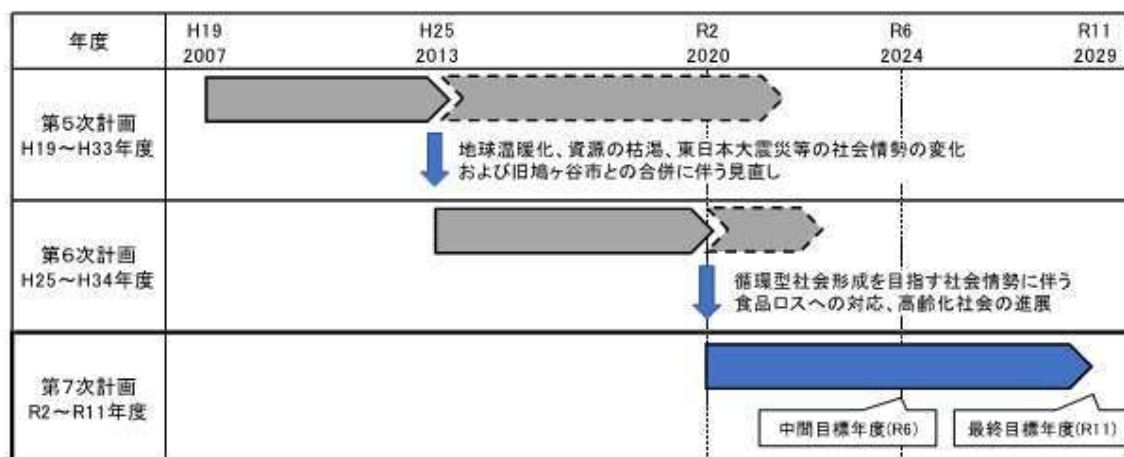 年度
H19
2007
H25
2013
R2
2020
R6
2024
R11
2029
第5次計画
H19～H33年度
地球温暖化、資源の枯渇、東日本大震災等の社会情勢の変化
および旧鳩ヶ谷市との合併に伴う見直し
第6次計画
H25～H34年度
循環型社会形成を目指す社会情勢に伴う
食品ロスへの対応、高齢化社会の進展
第7次計画
R2～R11年度
中間目標年度(R6)
最終目標年度(R11)